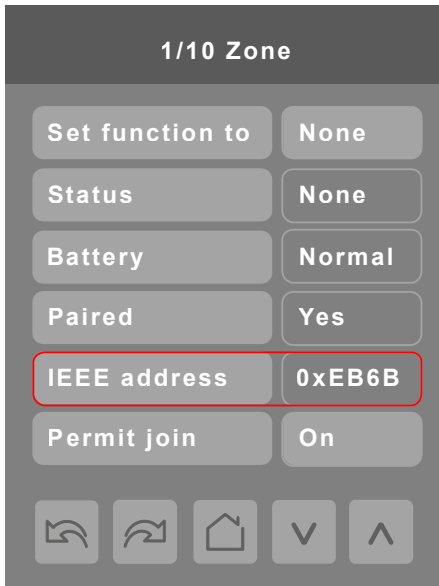 1/10 Zone
Set function to None
Status None
Battery Normal
Paired Yes
IEEE address 0xEB6B
Permit join On